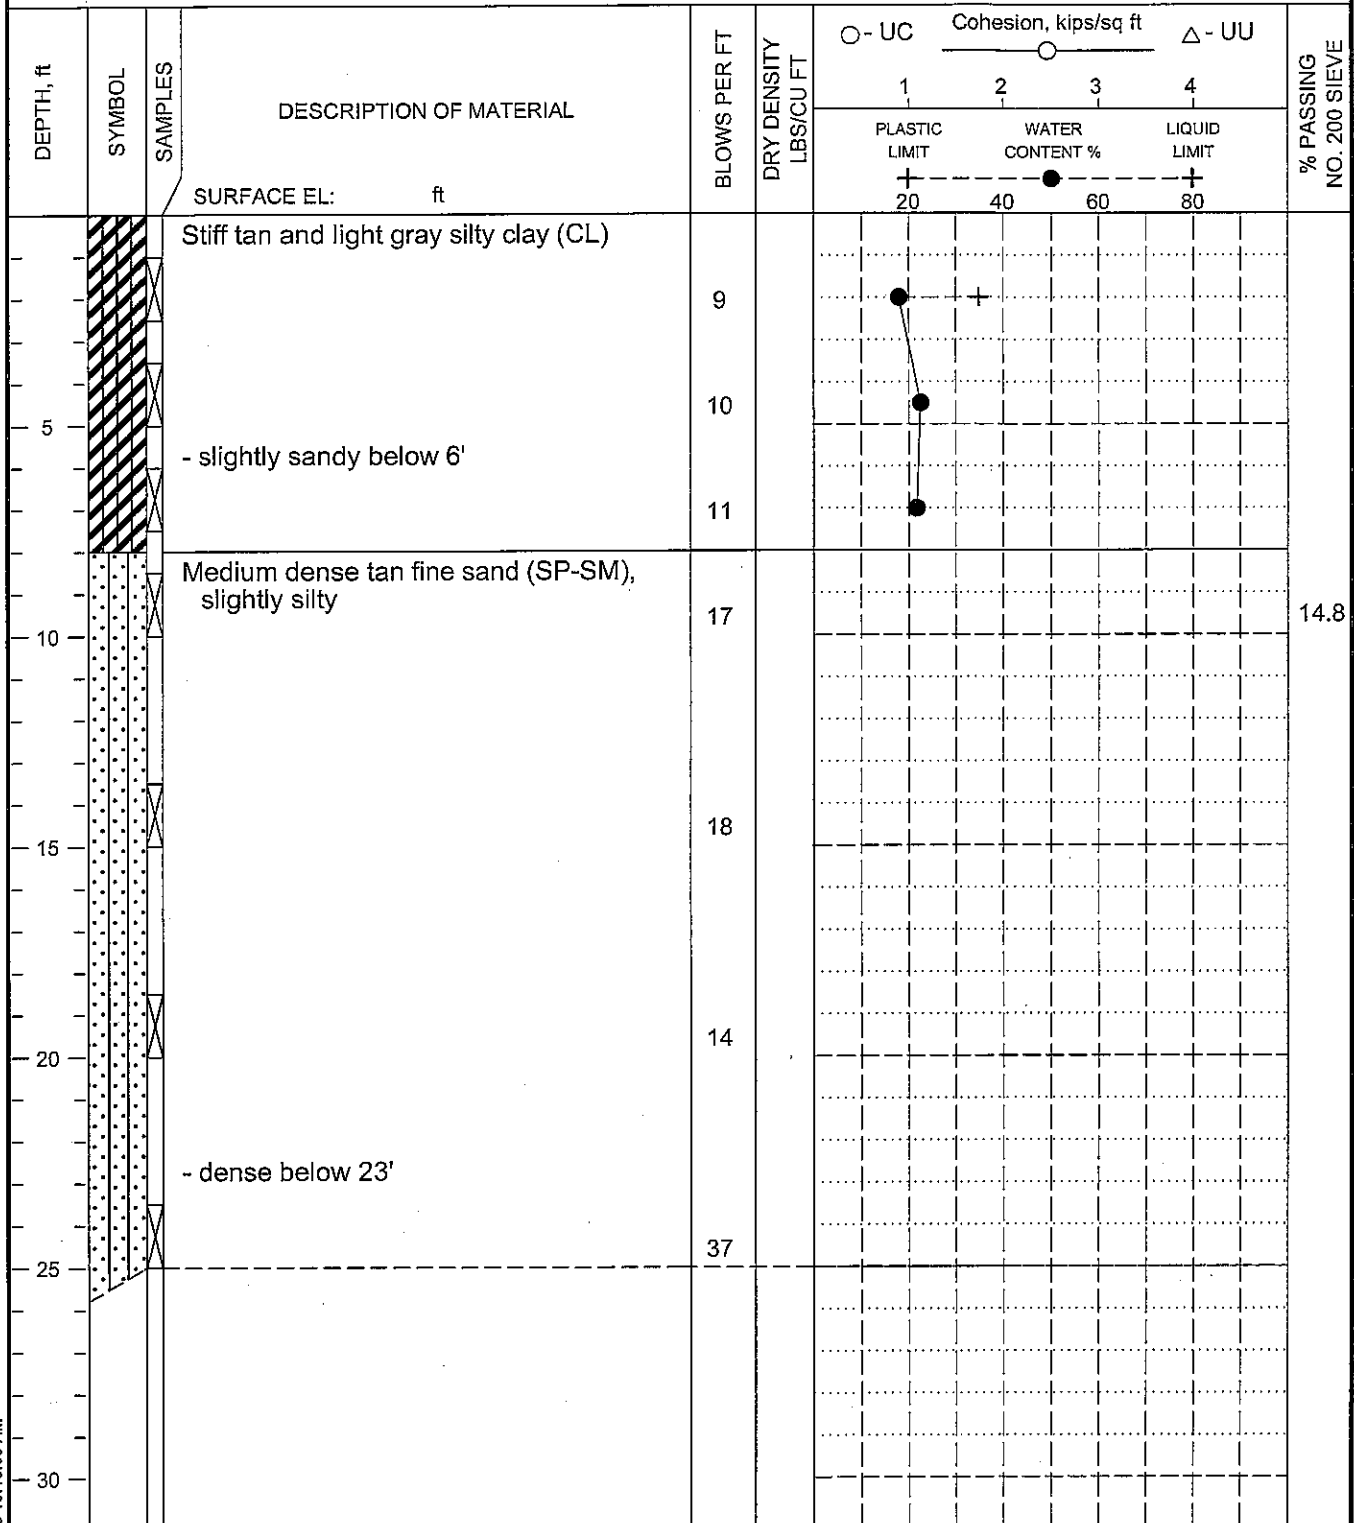 DEPTH, ft
SYMBOL
SAMPLES
DESCRIPTION OF MATERIAL
SURFACE EL: ft
BLOWS PER FT
DRY DENSITY
LBS/CU FT
- UC Cohesion, kips/sq ft - UU
1 2 3 4
PLASTIC WATER LIQUID
LIMIT CONTENT % LIMIT
20 40 60 80
% PASSING
NO. 200 SIEVE
Stiff tan and light gray silty clay (CL)
9
10
5
- slightly sandy below 6'
11
Medium dense tan fine sand (SP-SM),
slightly silty
17 14.8
10
18
15
14
20
- dense below 23'
37
25
30